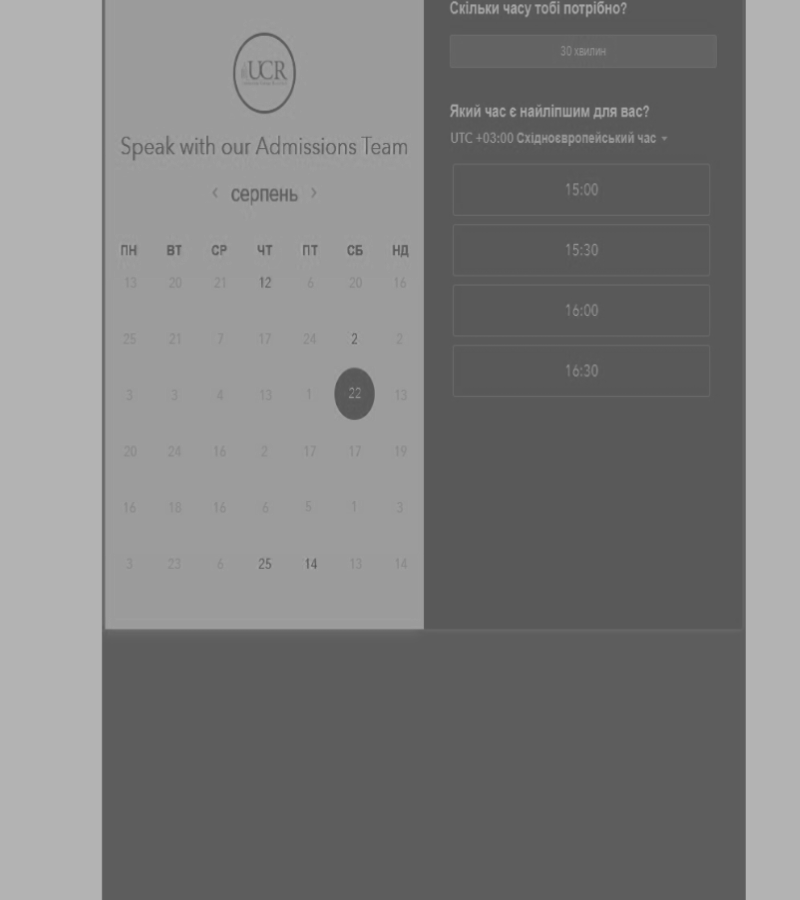 UCR
Speak with our Admissions Team
серпень
ПН ВТ СР ЧТ ПТ СБ НД
13 20 21 12 6 20 16
25 21 7 17 24 2 2
3 3 4 13 1 22 13
20 24 16 2 17 17 19
16 18 16 6 5 1 3
3 23 6 25 14 13 14
Скільки часу тобі потрібно?
30 хвилин
Який час є найліпшим для вас?
UTC +03:00 Східноєвропейський час
15:00
15:30
16:00
16:30